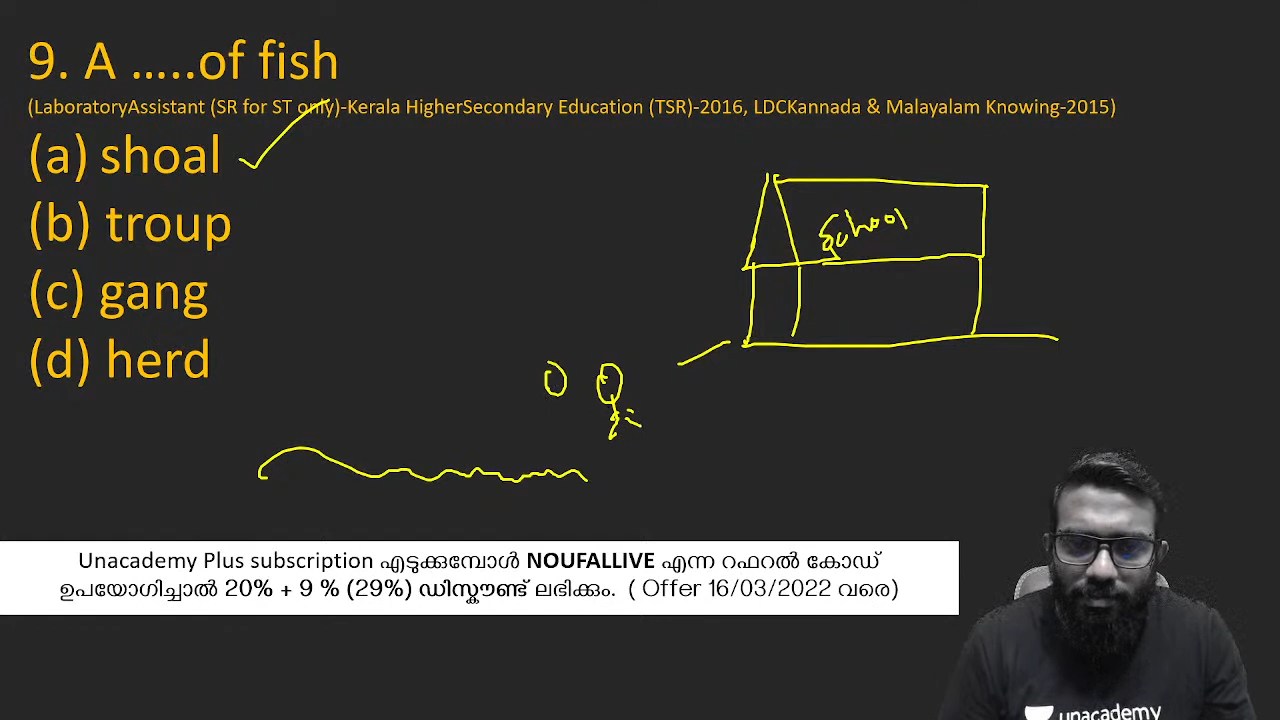 9. A …..of fish
(LaboratoryAssistant (SR for ST only)-Kerala HigherSecondary Education (TSR)-2016, LDCKannada & Malayalam Knowing-2015)
(a) shoal
(b) troup
(c) gang
(d) herd
School
Unacademy Plus subscription എടുക്കുമ്പോൾ NOUFALLIVE എന്ന റഫറൽ കോഡ്
ഉപയോഗിച്ചാൽ 20% + 9 % (29%) ഡിസ്കൗണ്ട് ലഭിക്കും. ( Offer 16/03/2022 വരെ)
unacademy